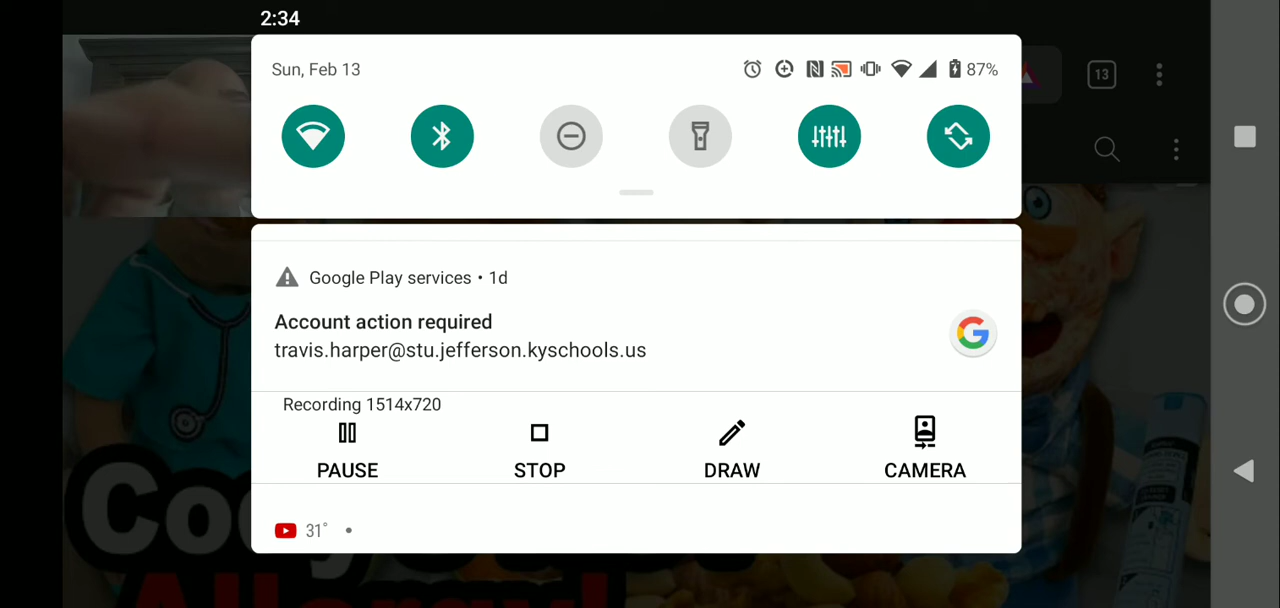 2:34
Sun, Feb 13
87%
13
Google Play services • 1d
Account action required
travis.harper@stu.jefferson.kyschools.us
Recording 1514x720
PAUSE
STOP
DRAW
CAMERA
31° •